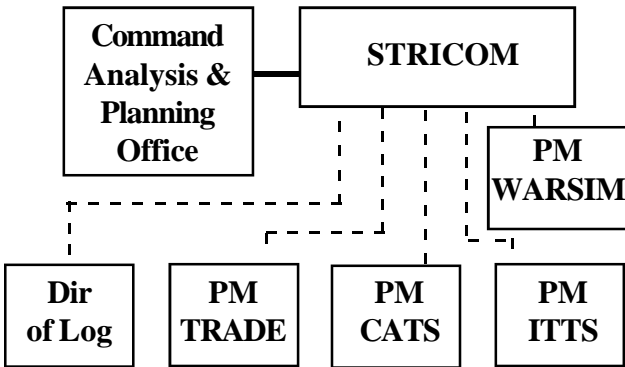 Command
Analysis &
Planning
Office
STRICOM
PM
WARSIM
Dir
of Log
PM
TRADE
PM
CATS
PM
ITTS